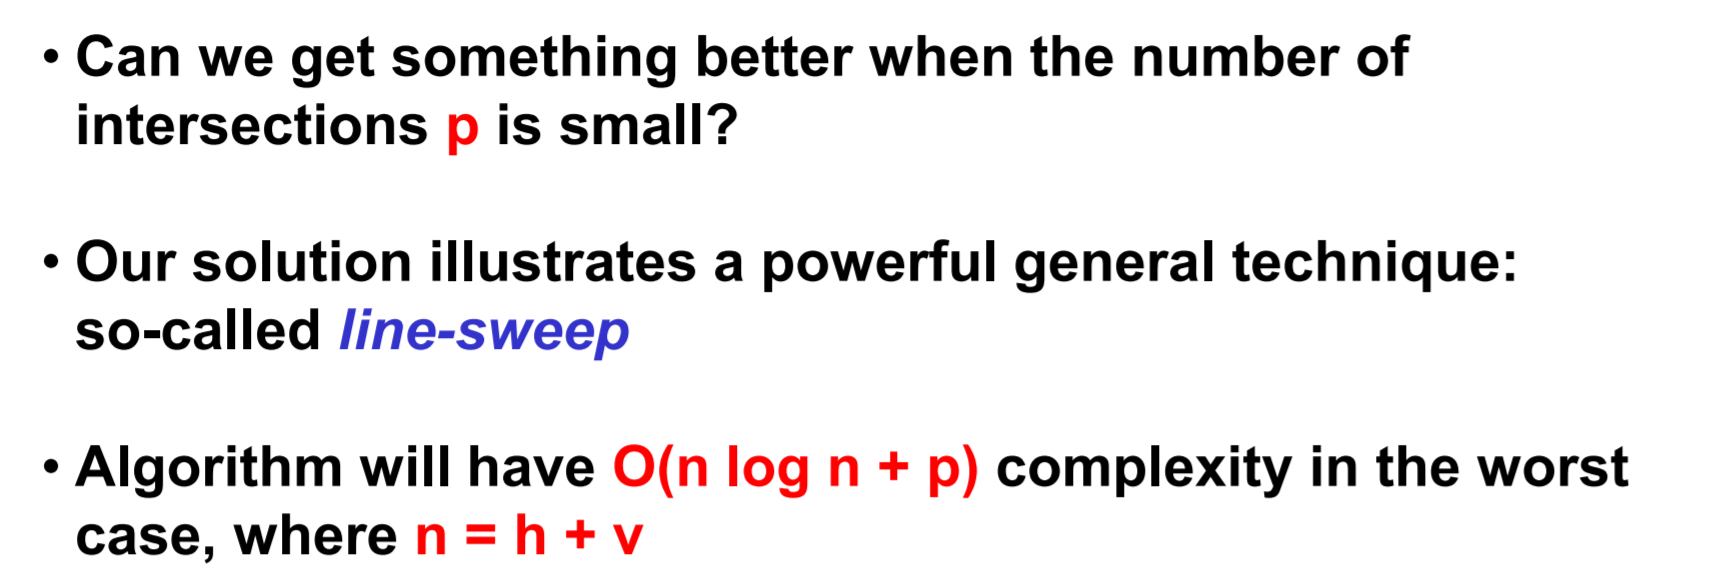 • Can we get something better when the number of
intersections p is small?
• Our solution illustrates a powerful general technique:
so-called line-sweep
• Algorithm will have O(n log n + p) complexity in the worst
case, where n = h + v